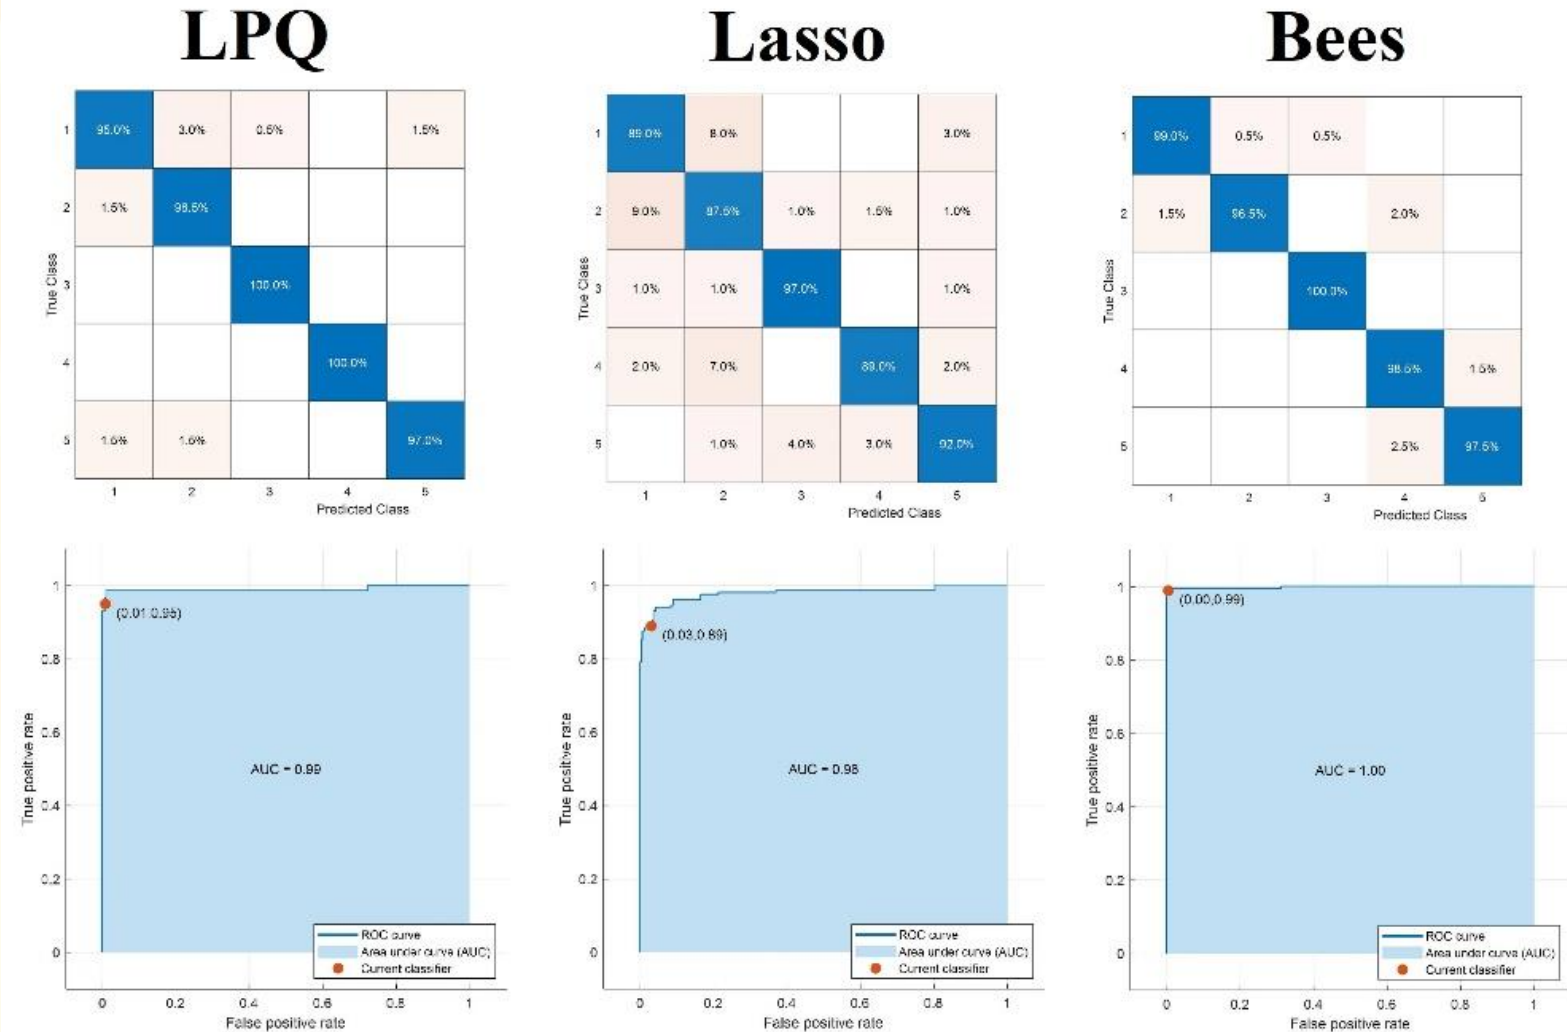 LPQ Lasso Bees
1 95.0% 3.0% 0.5% 1.5%
2 1.5% 98.5%
3 100.0%
4 100.0%
5 1.5% 1.5% 97.0%
1 2 3 4 5
True Class
Predicted Class
1 89.0% 8.0% 3.0%
2 9.0% 87.5% 1.0% 1.5% 1.0%
3 1.0% 1.0% 97.0% 1.0%
4 2.0% 7.0% 89.0% 2.0%
5 1.0% 4.0% 3.0% 92.0%
1 2 3 4 5
True Class
Predicted Class
1 99.0% 0.5% 0.5%
2 1.5% 96.5% 2.0%
3 100.0%
4 98.5% 1.5%
5 2.5% 97.5%
1 2 3 4 5
True Class
Predicted Class
1
(0.01,0.95)
0.8
0.6
AUC = 0.99
0.4
0.2
0
True positive rate
ROC curve
Area under curve (AUC)
Current classifier
0 0.2 0.4 0.6 0.8 1
False positive rate
1
(0.03,0.89)
0.8
0.6
AUC = 0.98
0.4
0.2
0
True positive rate
ROC curve
Area under curve (AUC)
Current classifier
0 0.2 0.4 0.6 0.8 1
False positive rate
1
(0.00,0.99)
0.8
0.6
AUC = 1.00
0.4
0.2
0
True positive rate
ROC curve
Area under curve (AUC)
Current classifier
0 0.2 0.4 0.6 0.8 1
False positive rate